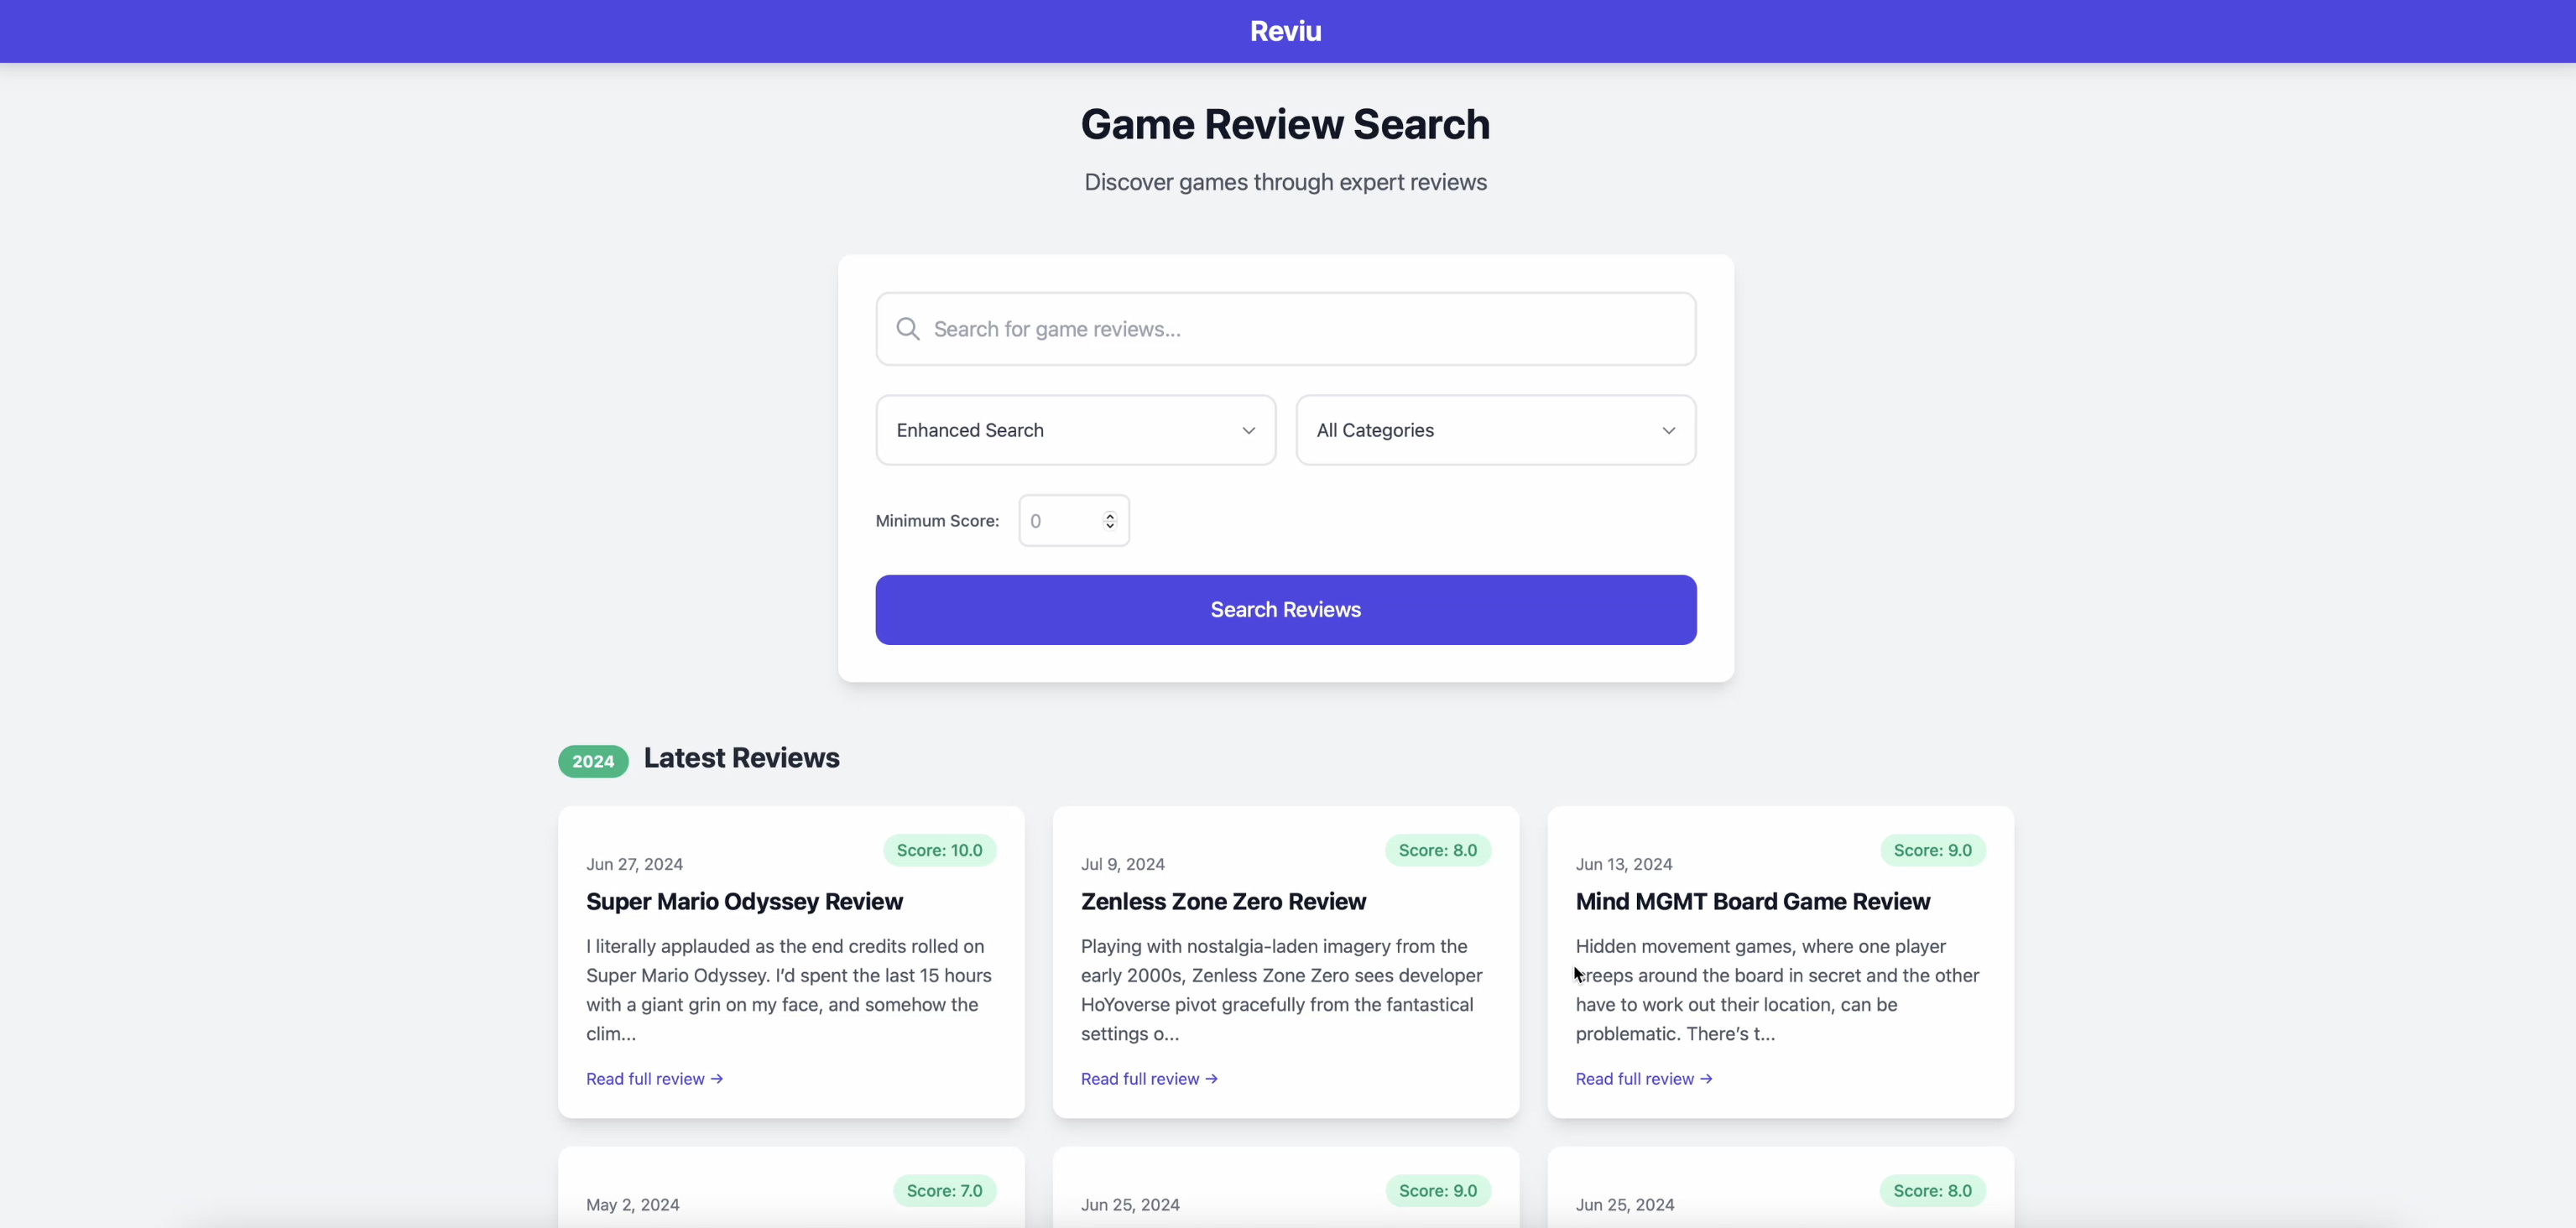 Reviu
Game Review Search
Discover games through expert reviews
Search for game reviews...
Enhanced Search
All Categories
Minimum Score:
0
Search Reviews
2024
Latest Reviews
Score: 10.0
Jun 27, 2024
Super Mario Odyssey Review
I literally applauded as the end credits rolled on
Super Mario Odyssey. I’d spent the last 15 hours
with a giant grin on my face, and somehow the
clim...
Read full review →
Score: 8.0
Jul 9, 2024
Zenless Zone Zero Review
Playing with nostalgia-laden imagery from the
early 2000s, Zenless Zone Zero sees developer
HoYoverse pivot gracefully from the fantastical
settings o...
Read full review →
Score: 9.0
Jun 13, 2024
Mind MGMT Board Game Review
Hidden movement games, where one player
creeps around the board in secret and the other
have to work out their location, can be
problematic. There’s t...
Read full review →
Score: 7.0
May 2, 2024
Score: 9.0
Jun 25, 2024
Score: 8.0
Jun 25, 2024